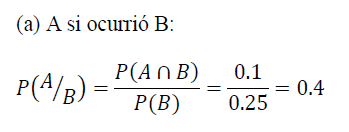 (a) A si ocurrió B:
P(A/B) = P(A ∩ B) / P(B) = 0.1 / 0.25 = 0.4